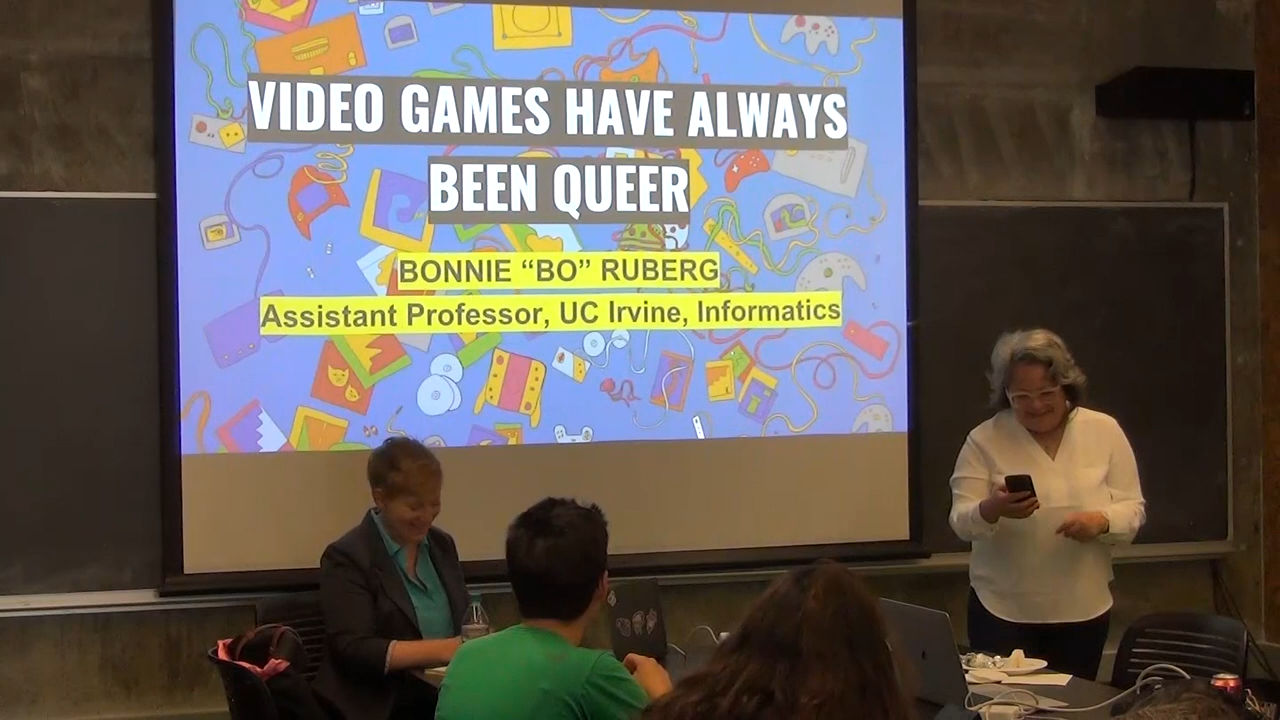 VIDEO GAMES HAVE ALWAYS
BEEN QUEER
BONNIE “BO” RUBERG
Assistant Professor, UC Irvine, Informatics